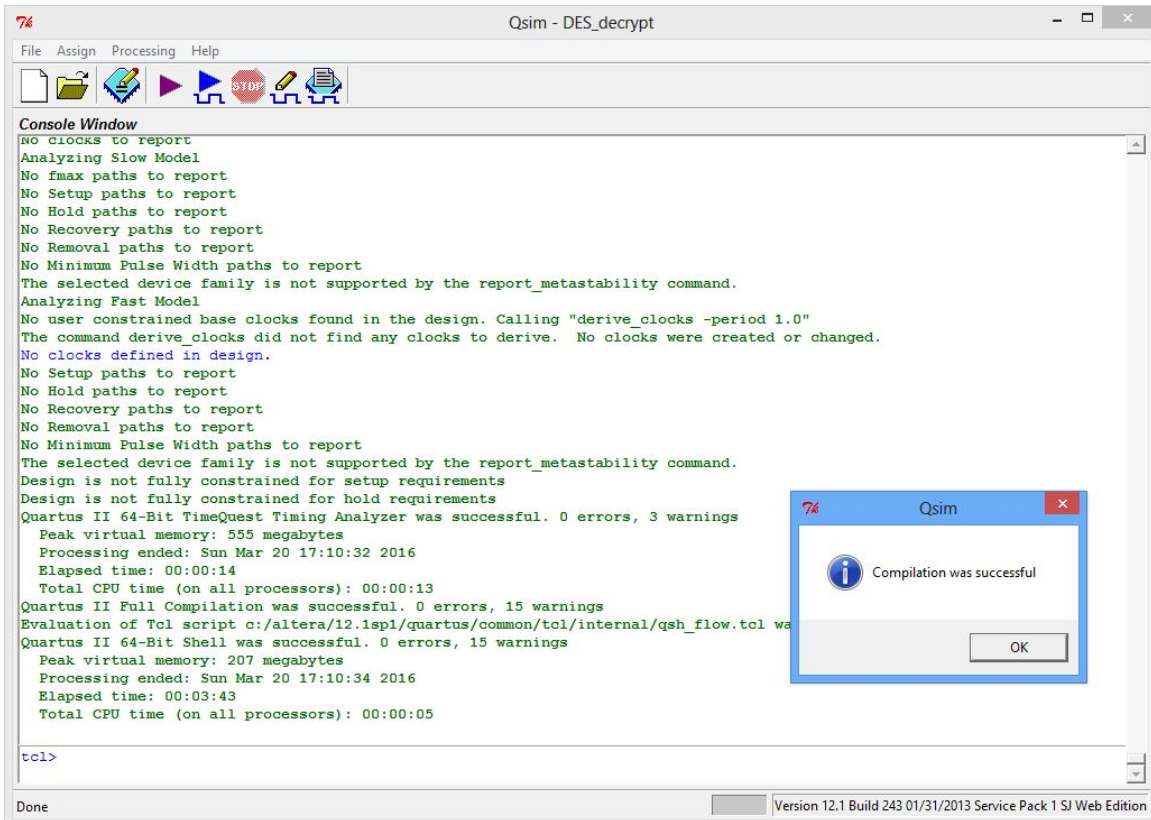 Qsim - DES_decrypt
File Assign Processing Help
STOP
Console Window
No clocks to report
Analyzing Slow Model
No fmax paths to report
No Setup paths to report
No Hold paths to report
No Recovery paths to report
No Removal paths to report
No Minimum Pulse Width paths to report
The selected device family is not supported by the report_metastability command.
Analyzing Fast Model
No user constrained base clocks found in the design. Calling "derive_clocks -period 1.0"
The command derive_clocks did not find any clocks to derive.  No clocks were created or changed.
No clocks defined in design.
No Setup paths to report
No Hold paths to report
No Recovery paths to report
No Removal paths to report
No Minimum Pulse Width paths to report
The selected device family is not supported by the report_metastability command.
Design is not fully constrained for setup requirements
Design is not fully constrained for hold requirements
Quartus II 64-Bit TimeQuest Timing Analyzer was successful. 0 errors, 3 warnings
Peak virtual memory: 555 megabytes
Processing ended: Sun Mar 20 17:10:32 2016
Elapsed time: 00:00:14
Total CPU time (on all processors): 00:00:13
Quartus II Full Compilation was successful. 0 errors, 15 warnings
Evaluation of Tcl script c:/altera/12.1sp1/quartus/common/tcl/internal/qsh_flow.tcl wa
Quartus II 64-Bit Shell was successful. 0 errors, 15 warnings
Peak virtual memory: 207 megabytes
Processing ended: Sun Mar 20 17:10:34 2016
Elapsed time: 00:03:43
Total CPU time (on all processors): 00:00:05
Qsim
Compilation was successful
OK
tcl>
Done
Version 12.1 Build 243 01/31/2013 Service Pack 1 SJ Web Edition